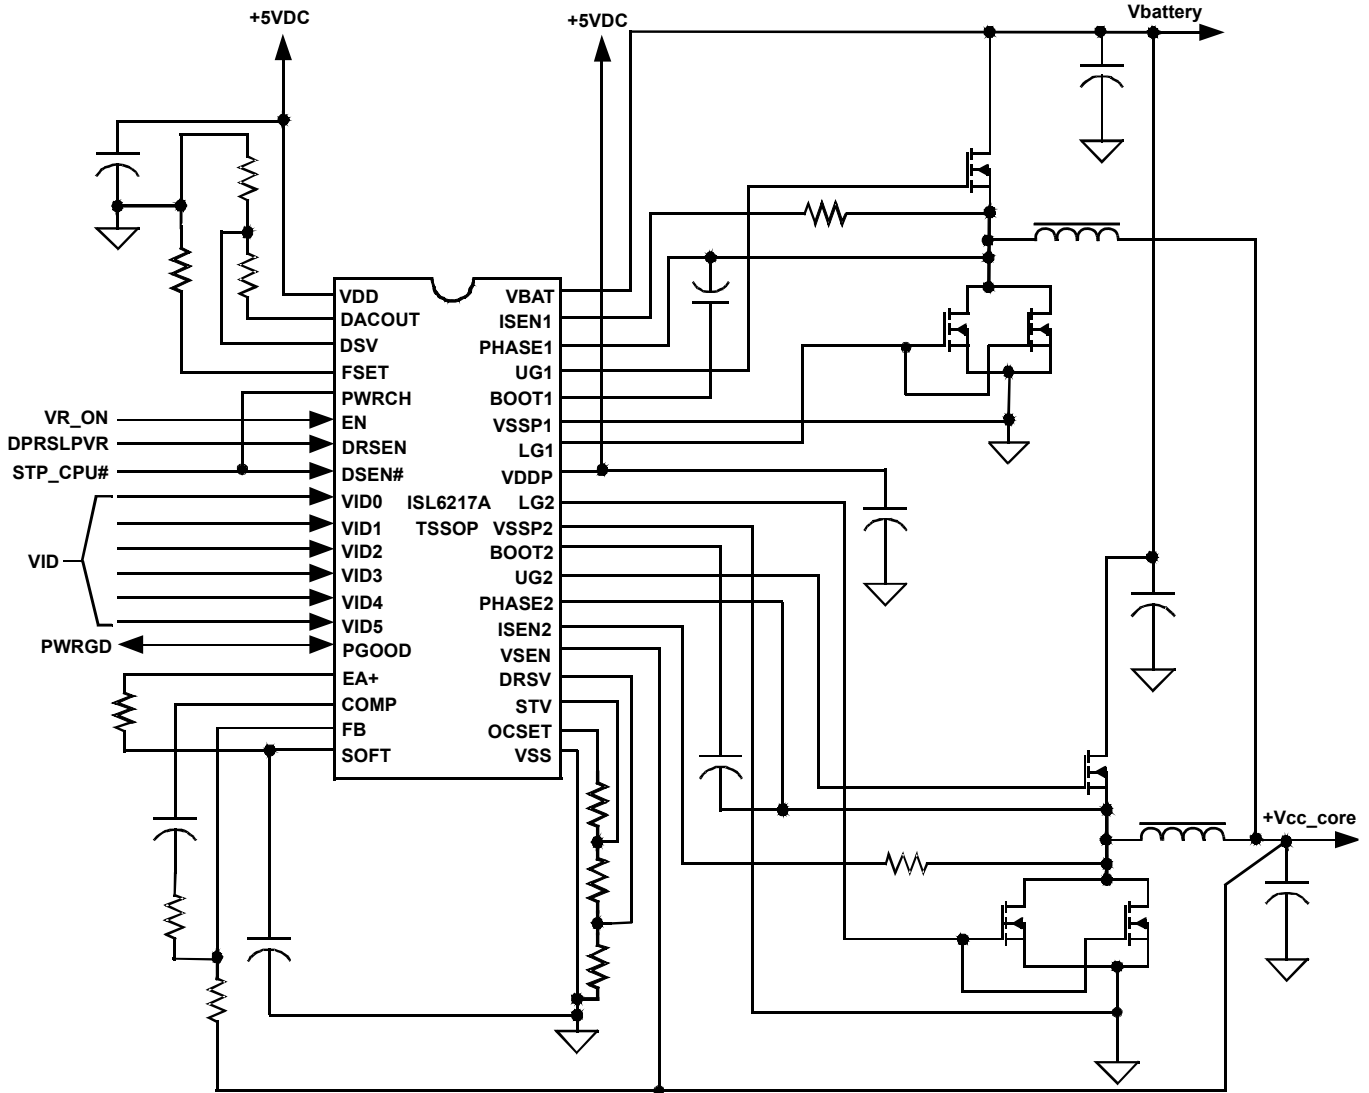 +5VDC
+5VDC
Vbattery
VDD
DACOUT
DSV
FSET
PWRCH
EN
DRSEN
DSEN#
VID0
VID1
VID2
VID3
VID4
VID5
PGOOD
EA+
COMP
FB
SOFT
ISL6217A
TSSOP
VBAT
ISEN1
PHASE1
UG1
BOOT1
VSSP1
LG1
VDDP
LG2
VSSP2
BOOT2
UG2
PHASE2
ISEN2
VSEN
DRSV
STV
OCSET
VSS
VR_ON
DPRSLPVR
STP_CPU#
VID
PWRGD
+Vcc_core